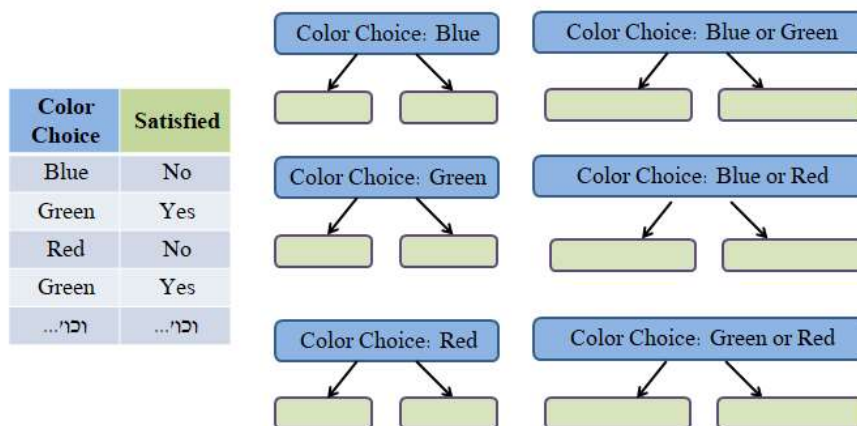 Color Choice: Blue
Color Choice: Blue or Green
Color
Choice
Satisfied
Blue No
Green Yes
Red No
Green Yes
וכו'... וכו'...
Color Choice: Green
Color Choice: Blue or Red
Color Choice: Red
Color Choice: Green or Red